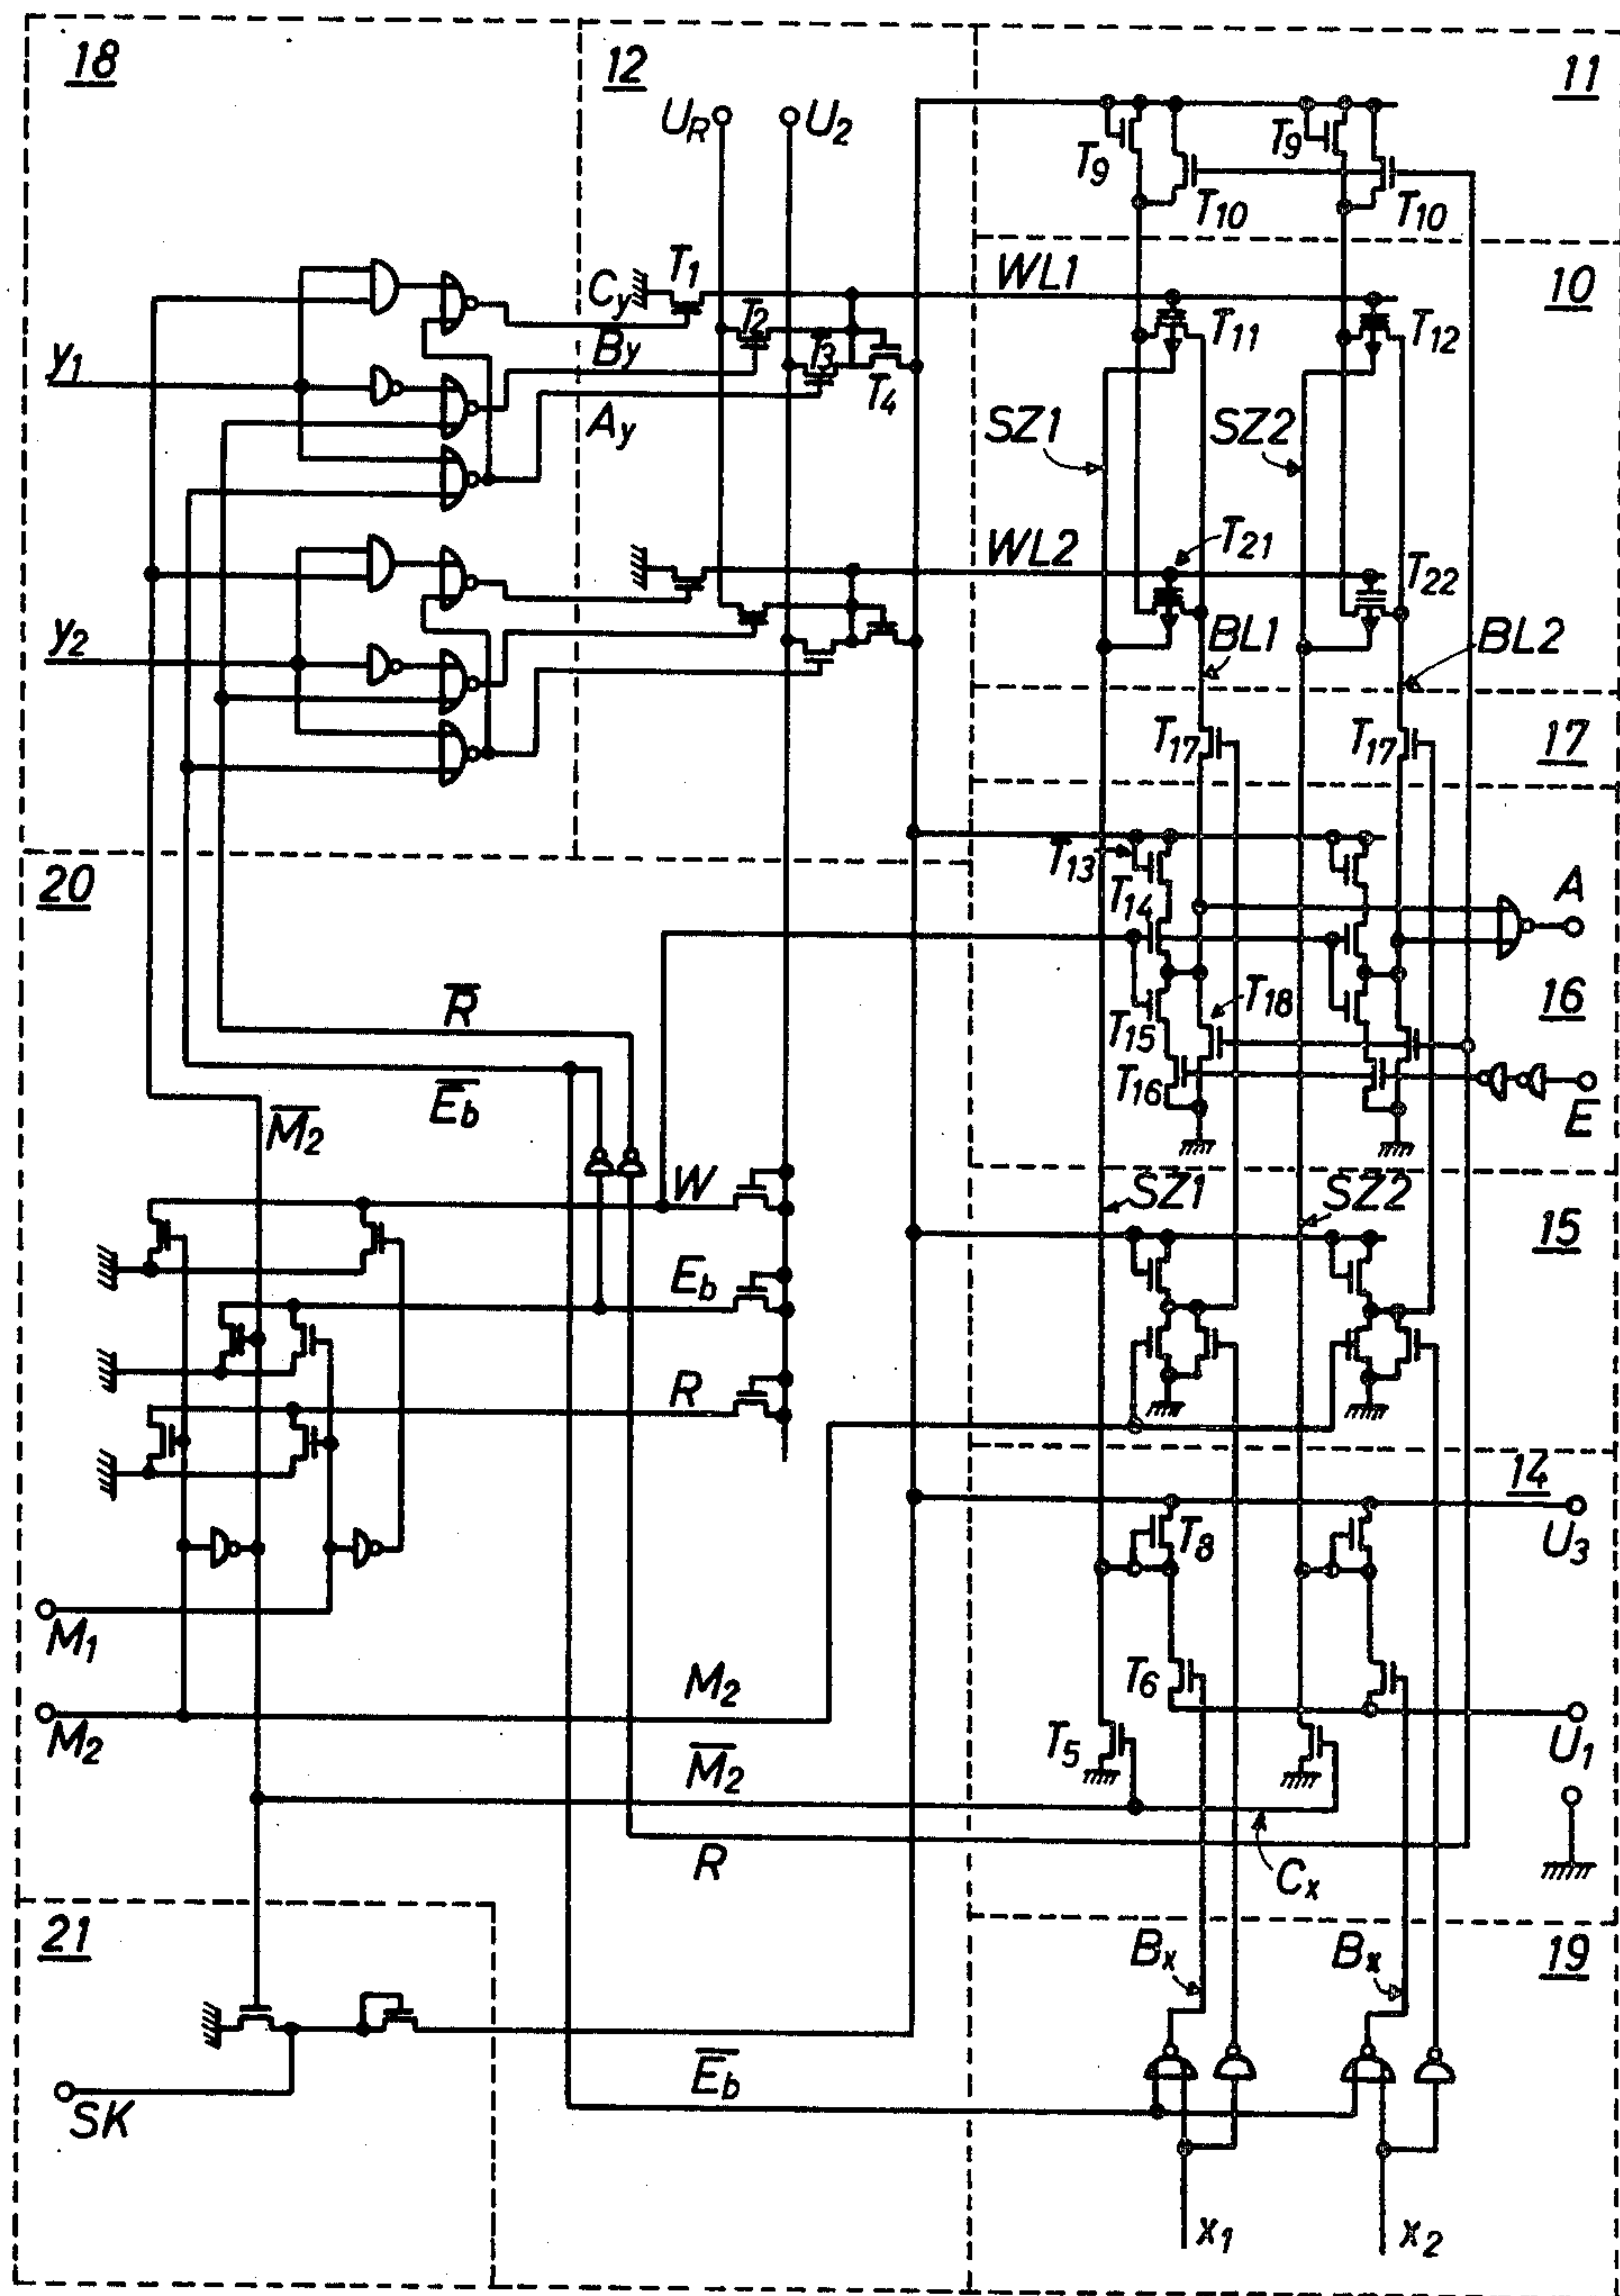 18
12
11
U_R
U_2
T_9
T_9
T_10
T_10
C_y
T_1
WL1
10
T_2
T_11
T_12
B_y
T_3
y_1
T_4
A_y
SZ1
SZ2
WL2
T_21
T_22
BL1
BL2
y_2
T_17
T_17
17
T_13
20
A
T_14
R̅
T_18
16
T_15
E̅_b
T_16
E
M̅_2
W
SZ1
SZ2
15
E_b
R
14
T_8
U_3
M_1
M_2
T_6
M_2
T_5
U_1
M̅_2
R
C_x
21
B_x
B_x
19
E̅_b
SK
x_1
x_2